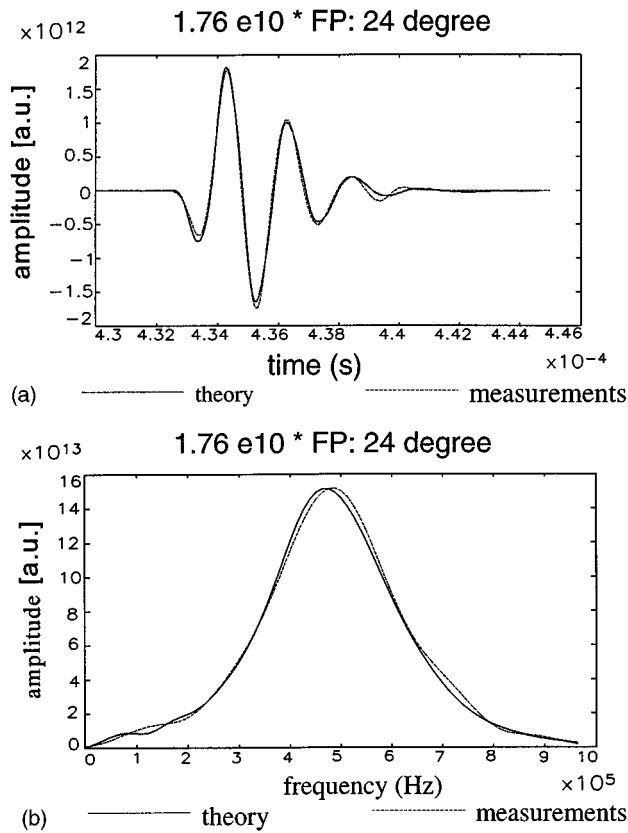 1.76 e10 * FP: 24 degree
×10¹²
amplitude [a.u.]
2
1.5
1
0.5
0
-0.5
-1
-1.5
-2
4.3 4.32 4.34 4.36 4.38 4.4 4.42 4.44 4.46
time (s)
×10⁻⁴
(a) theory measurements
1.76 e10 * FP: 24 degree
×10¹³
amplitude [a.u.]
16
14
12
10
8
6
4
2
0
0 1 2 3 4 5 6 7 8 9 10
frequency (Hz)
×10⁵
(b) theory measurements